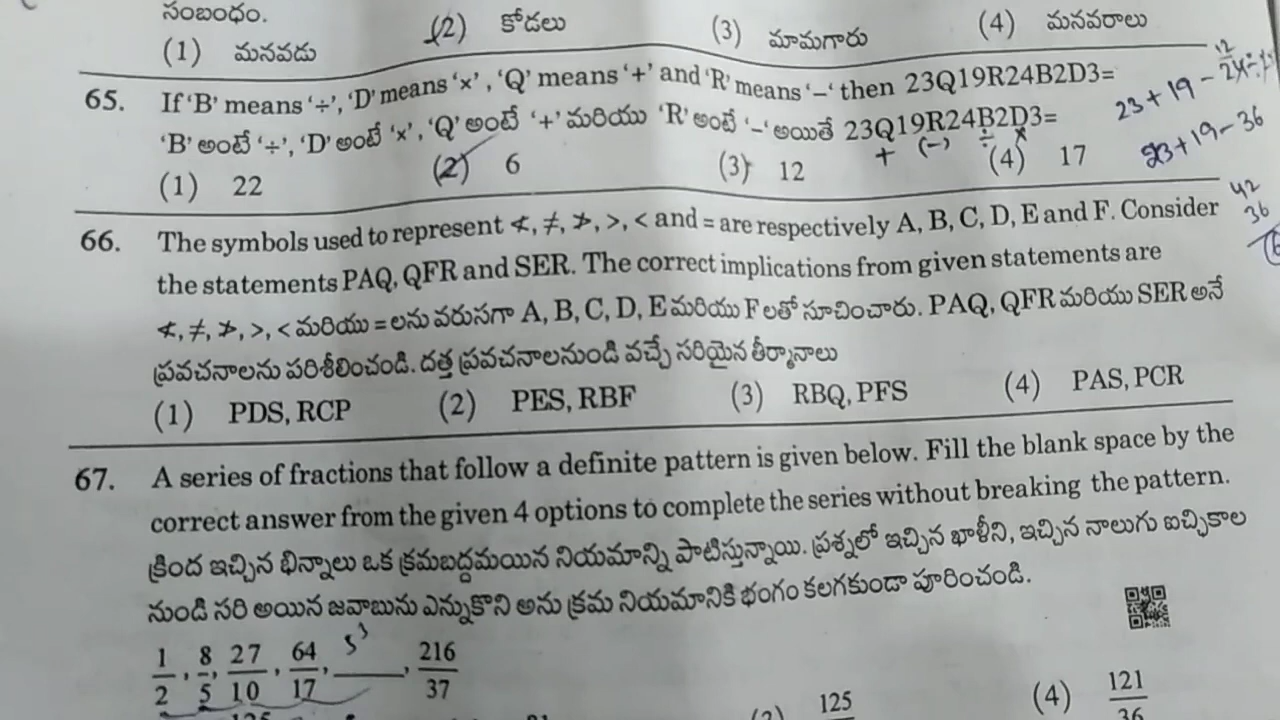 సంబంధం.
(1) మనవడు (2) కోడలు (3) మామగారు (4) మనవరాలు
65. If 'B' means '÷', 'D' means '×', 'Q' means '+' and 'R' means '–' then 23Q19R24B2D3=
'B' అంటే '÷', 'D' అంటే '×', 'Q' అంటే '+' మరియు 'R' అంటే '–' అయితే 23Q19R24B2D3=
+ (–) ÷ ×
(1) 22 (2) 6 (3) 12 (4) 17
23 + 19 –
23 + 19 – 36
42
36
66. The symbols used to represent ≮, ≠, ≯, >, < and = are respectively A, B, C, D, E and F. Consider
the statements PAQ, QFR and SER. The correct implications from given statements are
≮, ≠, ≯, >, < మరియు = లను వరుసగా A, B, C, D, E మరియు F లతో సూచించారు. PAQ, QFR మరియు SER అనే
ప్రవచనాలను పరిశీలించండి. దత్త ప్రవచనాలనుండి వచ్చే సరియైన తీర్మానాలు
(1) PDS, RCP (2) PES, RBF (3) RBQ, PFS (4) PAS, PCR
67. A series of fractions that follow a definite pattern is given below. Fill the blank space by the
correct answer from the given 4 options to complete the series without breaking the pattern.
క్రింద ఇచ్చిన భిన్నాలు ఒక క్రమబద్దమయిన నియమాన్ని పాటిస్తున్నాయి. ప్రశ్నలో ఇచ్చిన ఖాళీని, ఇచ్చిన నాలుగు ఐచ్ఛికాల
నుండి సరి అయిన జవాబును ఎన్నుకొని అను క్రమ నియమానికి భంగం కలగకుండా పూరించండి.
5³
1/2, 8/5, 27/10, 64/17, ____, 216/37
125 (4) 121/36